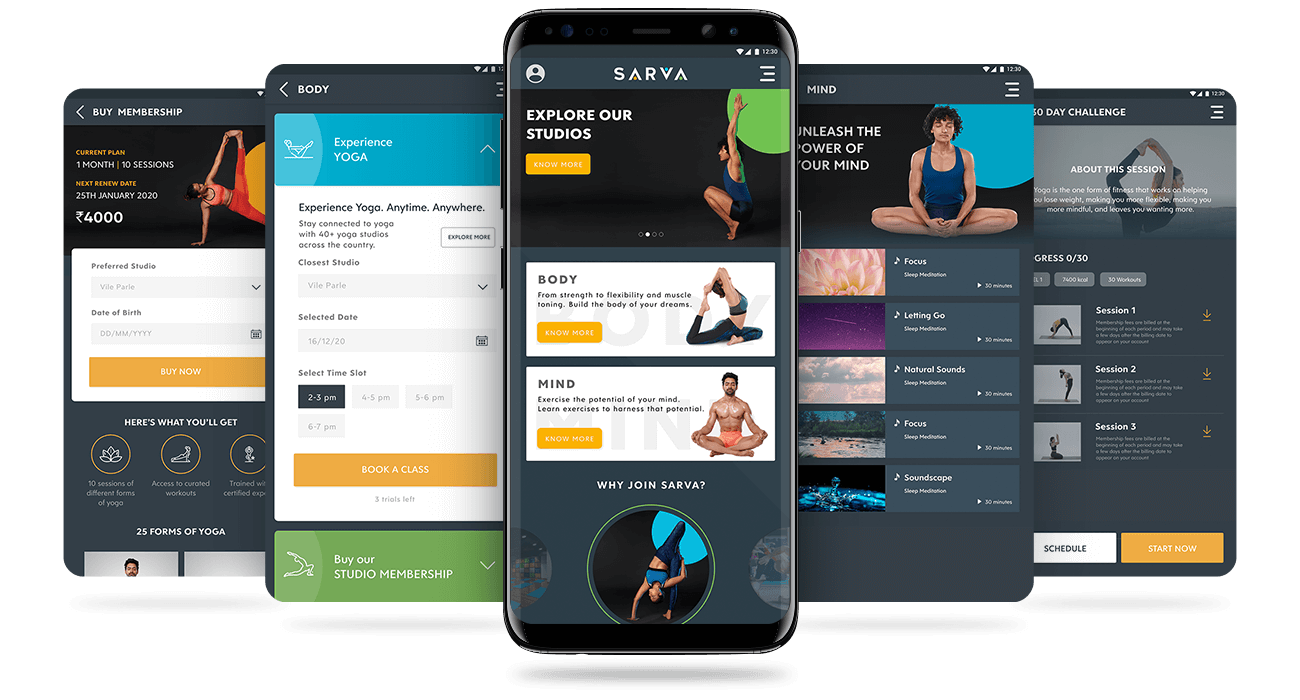 BUY MEMBERSHIP
CURRENT PLAN
1 MONTH | 10 SESSIONS
NEXT RENEW DATE
25TH JANUARY 2020
₹4000
Preferred Studio
Vile Parle
Date of Birth
DD/MM/YYYY
BUY NOW
HERE'S WHAT YOU'LL GET
10 sessions of
different forms
of yoga
Access to curated
workouts
Trained wit
certified expe
25 FORMS OF YOGA
BODY
Experience
YOGA
Experience Yoga. Anytime. Anywhere.
Stay connected to yoga
with 40+ yoga studios
across the country.
EXPLORE MORE
Closest Studio
Vile Parle
Selected Date
16/12/20
Select Time Slot
2-3 pm
4-5 pm
5-6 pm
6-7 pm
BOOK A CLASS
3 trials left
Buy our
STUDIO MEMBERSHIP
12:30
SARVA
EXPLORE OUR
STUDIOS
KNOW MORE
BODY
BODY
From strength to flexibility and muscle
toning. Build the body of your dreams.
KNOW MORE
MIND
MIND
Exercise the potential of your mind.
Learn exercises to harness that potential.
KNOW MORE
WHY JOIN SARVA?
12:30
MIND
UNLEASH THE
POWER OF
YOUR MIND
Focus
Sleep Meditation
30 minutes
Letting Go
Sleep Meditation
30 minutes
Natural Sounds
Sleep Meditation
30 minutes
Focus
Sleep Meditation
30 minutes
Soundscape
Sleep Meditation
30 minutes
12:30
30 DAY CHALLENGE
ABOUT THIS SESSION
Yoga is the one form of fitness that works on helping
you lose weight, making you more flexible, making you
more mindful, and leaves you wanting more.
GRESS 0/30
EL 1
7400 kcal
30 Workouts
Session 1
Membership fees are billed at the
beginning of each period and may take
a few days after the billing date to
appear on your account
Session 2
Membership fees are billed at the
beginning of each period and may take
a few days after the billing date to
appear on your account
Session 3
Membership fees are billed at the
beginning of each period and may take
a few days after the billing date to
appear on your account
SCHEDULE
START NOW